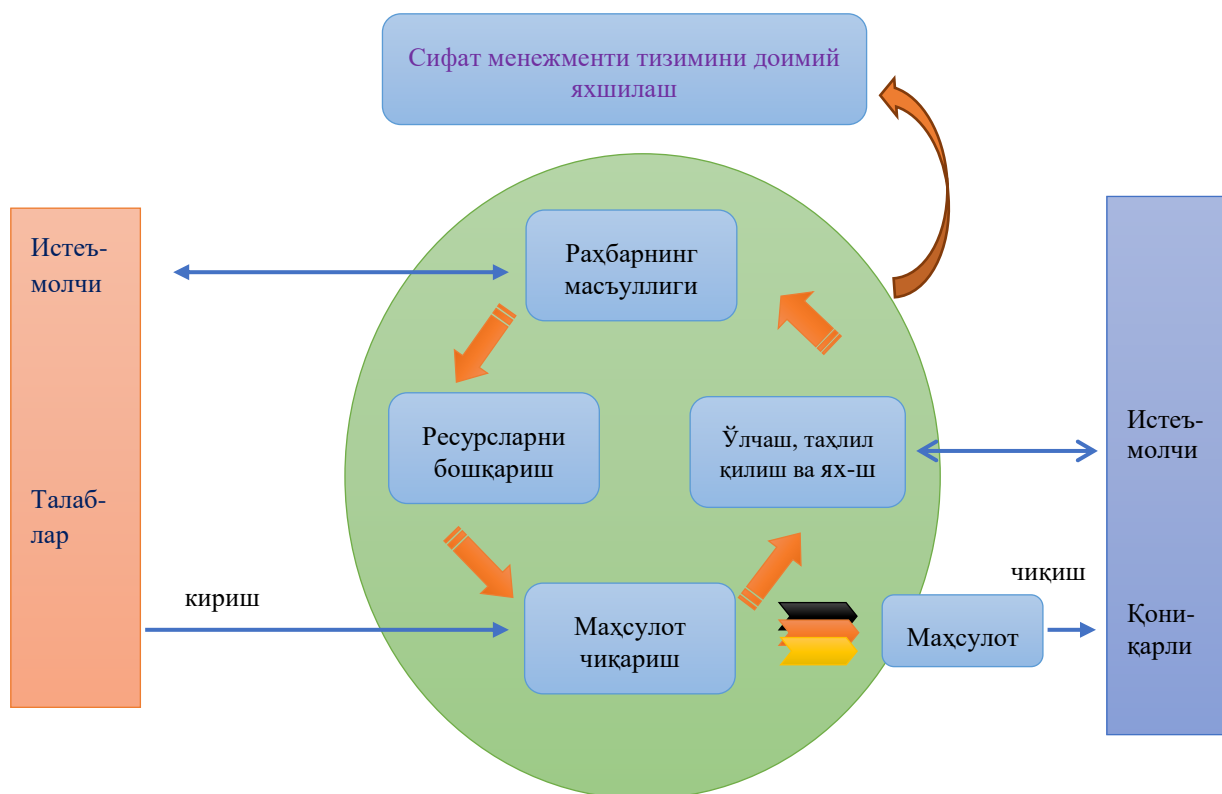 Сифат менежменти тизимини доимий
яхшилаш
Истеъ-
молчи
Талаб-
лар
Раҳбарнинг
масъуллиги
Ресурсларни
бошқариш
Ўлчаш, таҳлил
қилиш ва ях-ш
кириш
Маҳсулот
чиқариш
Маҳсулот
чиқиш
Истеъ-
молчи
Қони-
қарли